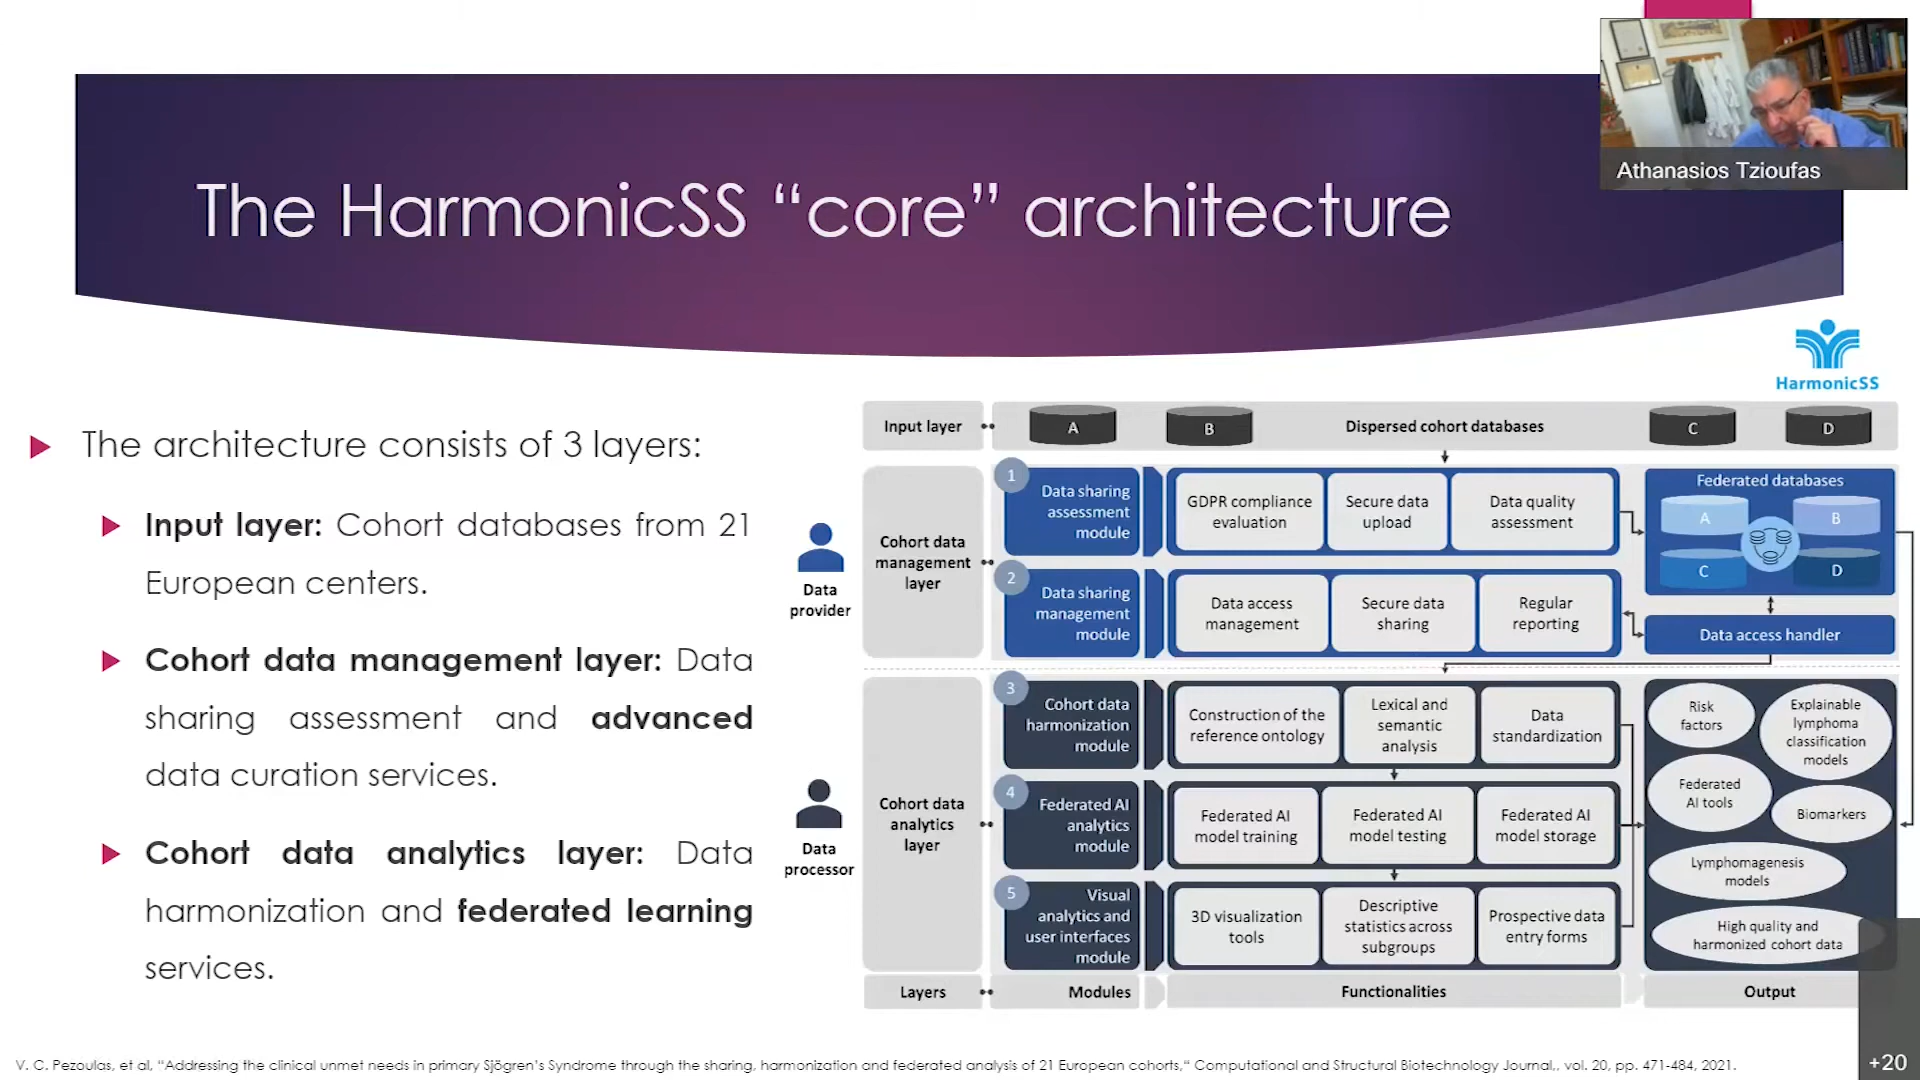 Athanasios Tzioufas
The HarmonicSS “core” architecture
HarmonicSS
The architecture consists of 3 layers:
Input layer: Cohort databases from 21
European centers.
Cohort data management layer: Data
sharing assessment and advanced
data curation services.
Cohort data analytics layer: Data
harmonization and federated learning
services.
Input layer
A
B
Dispersed cohort databases
C
D
Data
provider
Cohort data
management
layer
1
Data sharing
assessment
module
GDPR compliance
evaluation
Secure data
upload
Data quality
assessment
Federated databases
A
B
C
D
2
Data sharing
management
module
Data access
management
Secure data
sharing
Regular
reporting
Data access handler
Data
processor
Cohort data
analytics
layer
3
Cohort data
harmonization
module
Construction of the
reference ontology
Lexical and
semantic
analysis
Data
standardization
4
Federated AI
analytics
module
Federated AI
model training
Federated AI
model testing
Federated AI
model storage
5
Visual
analytics and
user interfaces
module
3D visualization
tools
Descriptive
statistics across
subgroups
Prospective data
entry forms
Risk
factors
Explainable
lymphoma
classification
models
Federated
AI tools
Biomarkers
Lymphomagenesis
models
High quality and
harmonized cohort data
Layers
Modules
Functionalities
Output
V. C. Pezoulas, et al, “Addressing the clinical unmet needs in primary Sjögren’s Syndrome through the sharing, harmonization and federated analysis of 21 European cohorts,“ Computational and Structural Biotechnology Journal,, vol. 20, pp. 471-484, 2021.
+20